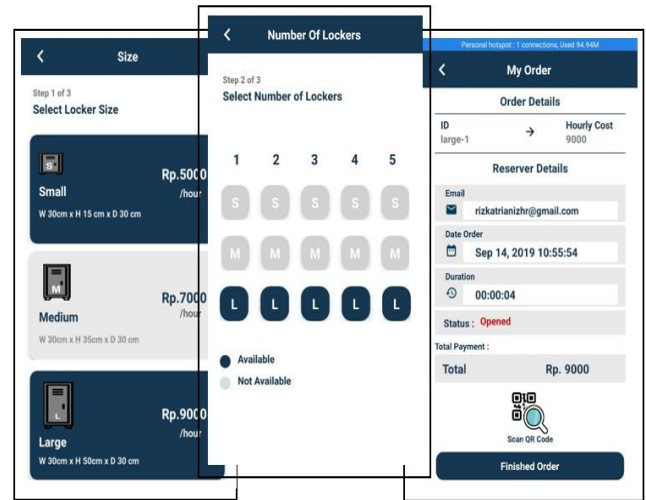 Size
Step 1 of 3
Select Locker Size
S
Small
Rp.5000
/hour
W 30cm x H 15 cm x D 30 cm
M
Medium
Rp.7000
/hour
W 30cm x H 35cm x D 30 cm
L
Large
Rp.9000
/hour
W 30cm x H 50cm x D 30 cm
Number Of Lockers
Step 2 of 3
Select Number of Lockers
1 2 3 4 5
S S S S S
M M M M M
L L L L L
Available
Not Available
Personal hotspot : 1 connections, Used 94.94M
My Order
Order Details
ID Hourly Cost
large-1 → 9000
Reserver Details
Email
rizkatrianizhr@gmail.com
Date Order
Sep 14, 2019 10:55:54
Duration
00:00:04
Status : Opened
Total Payment :
Total Rp. 9000
Scan QR Code
Finished Order